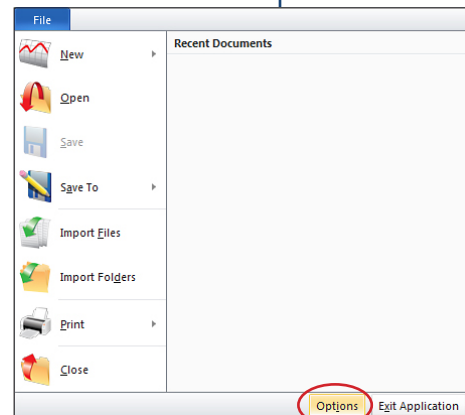 File
Recent Documents
New
Open
Save
Save To
Import Files
Import Folders
Print
Close
Options Exit Application